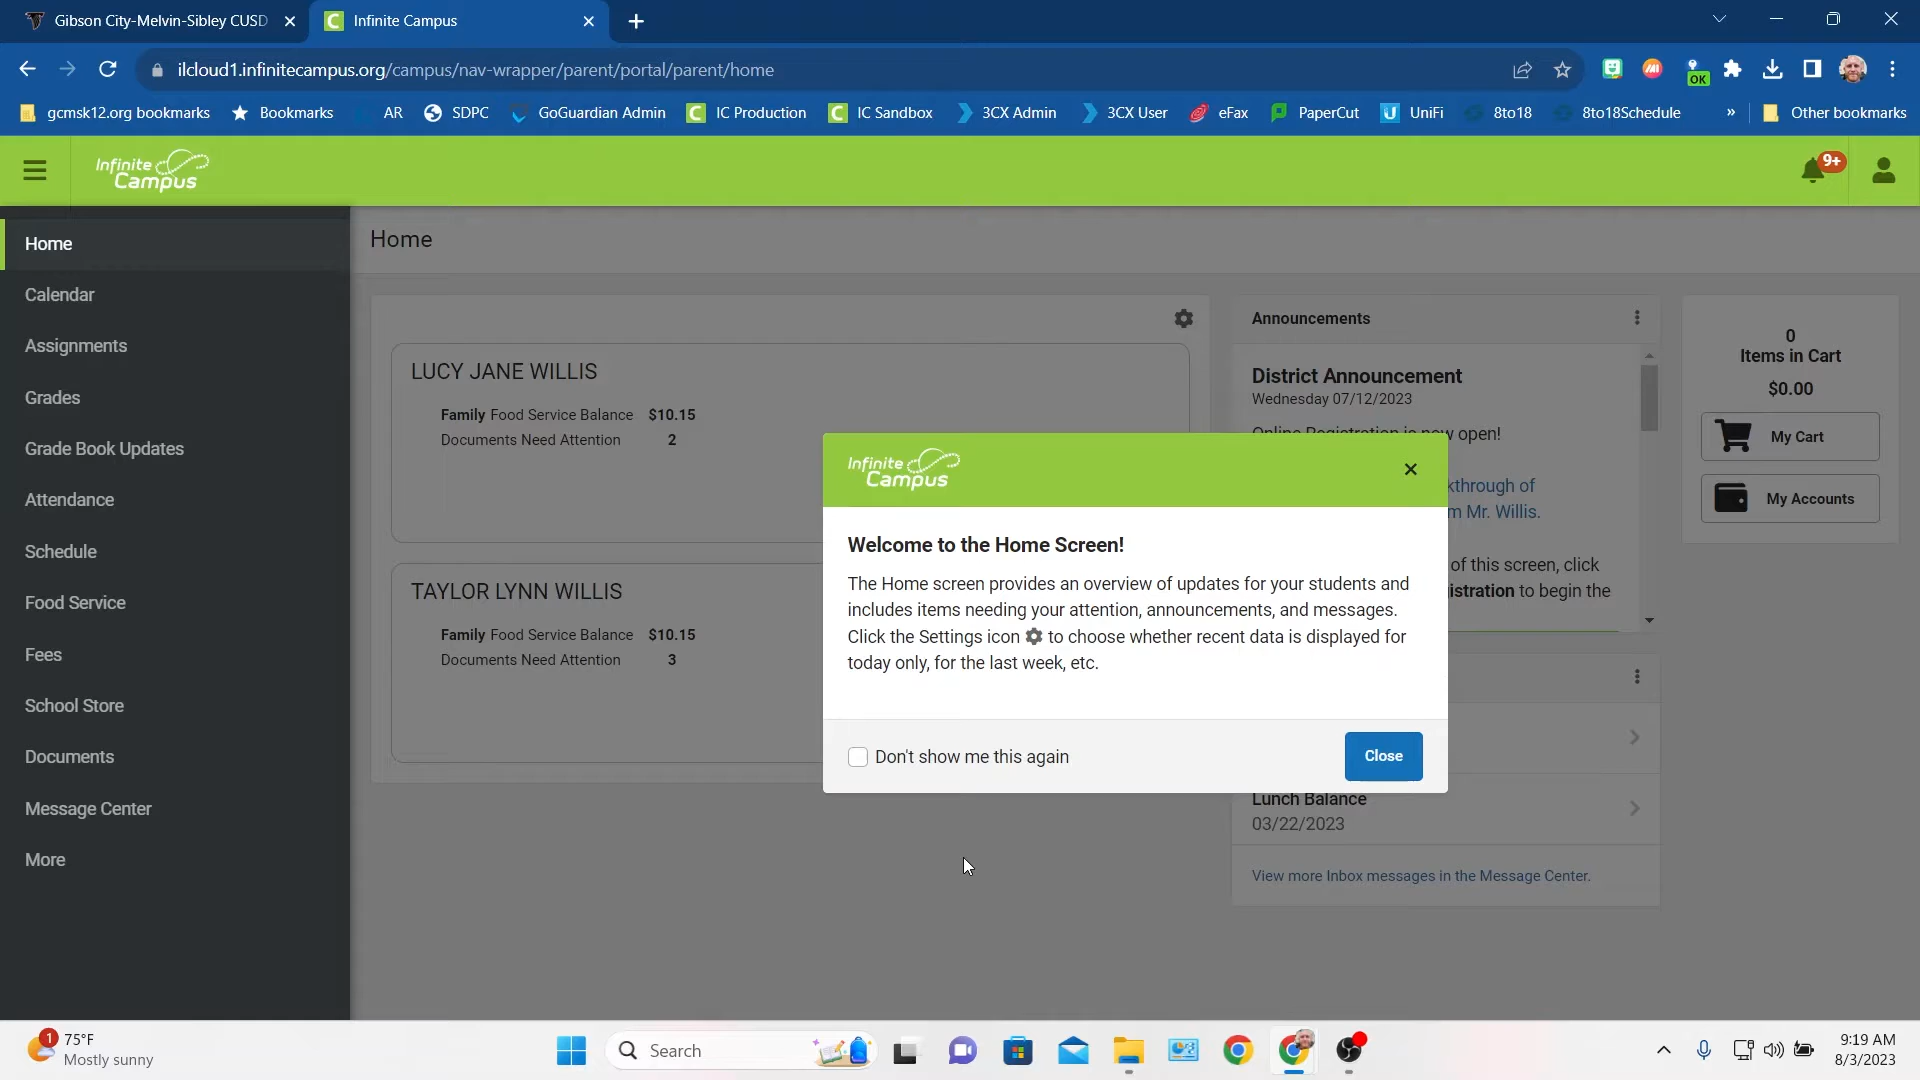 Gibson City-Melvin-Sibley CUSD
Infinite Campus
ilcloud1.infinitecampus.org/campus/nav-wrapper/parent/portal/parent/home
OK
gcmsk12.org bookmarks
Bookmarks
AR
SDPC
GoGuardian Admin
IC Production
IC Sandbox
3CX Admin
3CX User
eFax
PaperCut
UniFi
8to18
8to18Schedule
»
Other bookmarks
Infinite
Campus
9+
Home
Calendar
Assignments
Grades
Grade Book Updates
Attendance
Schedule
Food Service
Fees
School Store
Documents
Message Center
More
Home
LUCY JANE WILLIS
Family Food Service Balance $10.15
Documents Need Attention 2
TAYLOR LYNN WILLIS
Family Food Service Balance $10.15
Documents Need Attention 3
Announcements
District Announcement
Wednesday 07/12/2023
Online Registration is now open!
kthrough of
m Mr. Willis.
of this screen, click
istration to begin the
Lunch Balance
03/22/2023
View more Inbox messages in the Message Center.
0
Items in Cart
$0.00
My Cart
My Accounts
Infinite
Campus
Welcome to the Home Screen!
The Home screen provides an overview of updates for your students and
includes items needing your attention, announcements, and messages.
Click the Settings icon to choose whether recent data is displayed for
today only, for the last week, etc.
Don't show me this again
Close
1
75°F
Mostly sunny
Search
9:19 AM
8/3/2023